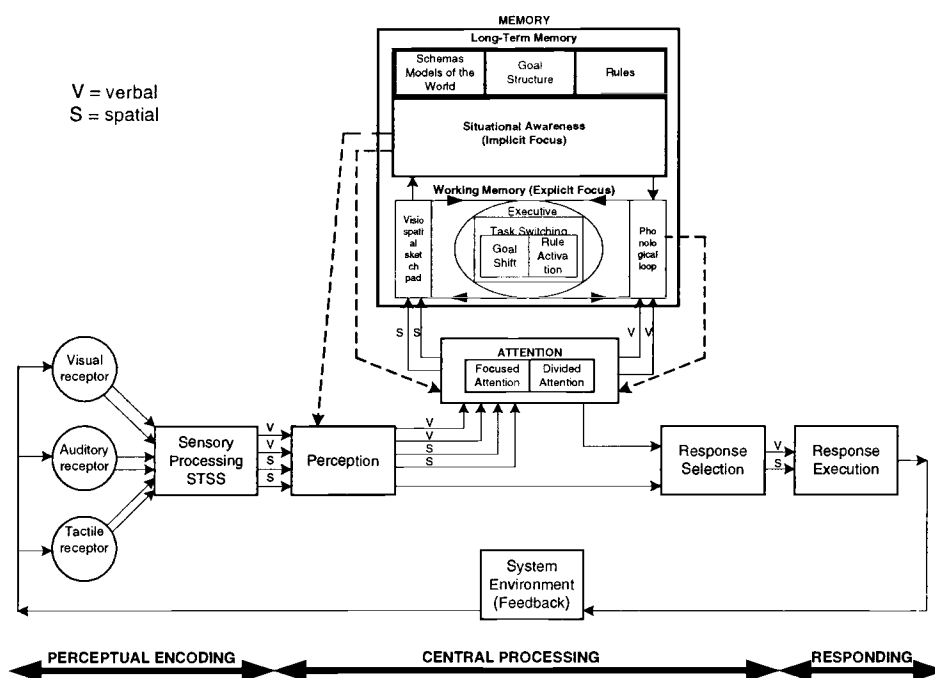 MEMORY
Long-Term Memory
Schemas
Models of the
World
Goal
Structure
Rules
V = verbal
S = spatial
Situational Awareness
(Implicit Focus)
Working Memory (Explicit Focus)
Visio
spati
al
sket
ch
pad
Executive
Task Switching
Goal
Shift
Rule
Activa
tion
Pho
nolo
gical
loop
S
S
V
V
ATTENTION
Focused
Attention
Divided
Attention
Visual
receptor
Auditory
receptor
Tactile
receptor
Sensory
Processing
STSS
V
V
S
S
Perception
V
V
S
S
Response
Selection
V
S
Response
Execution
System
Environment
(Feedback)
PERCEPTUAL ENCODING
CENTRAL PROCESSING
RESPONDING